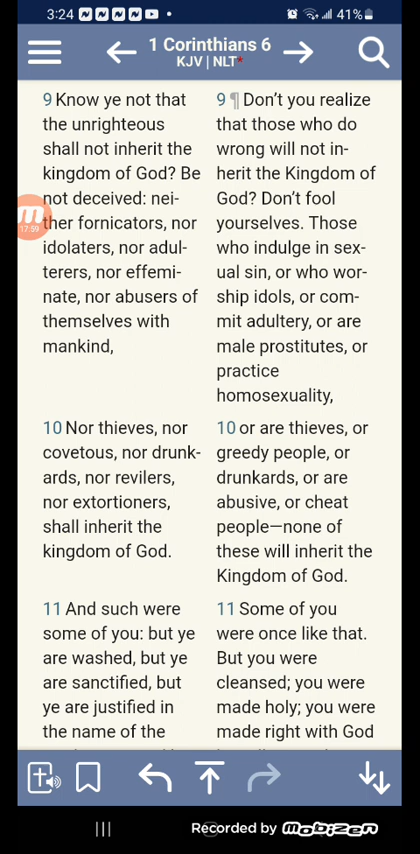 3:24
41%
1 Corinthians 6
KJV | NLT*
9 Know ye not that
the unrighteous
shall not inherit the
kingdom of God? Be
not deceived: nei-
ther fornicators, nor
idolaters, nor adul-
terers, nor effemi-
nate, nor abusers of
themselves with
mankind,
9 ¶ Don't you realize
that those who do
wrong will not in-
herit the Kingdom of
God? Don't fool
yourselves. Those
who indulge in sex-
ual sin, or who wor-
ship idols, or com-
mit adultery, or are
male prostitutes, or
practice
homosexuality,
17:59
10 Nor thieves, nor
covetous, nor drunk-
ards, nor revilers,
nor extortioners,
shall inherit the
kingdom of God.
10 or are thieves, or
greedy people, or
drunkards, or are
abusive, or cheat
people—none of
these will inherit the
Kingdom of God.
11 And such were
some of you: but ye
are washed, but ye
are sanctified, but
ye are justified in
the name of the
11 Some of you
were once like that.
But you were
cleansed; you were
made holy; you were
made right with God
Recorded by Mobizen